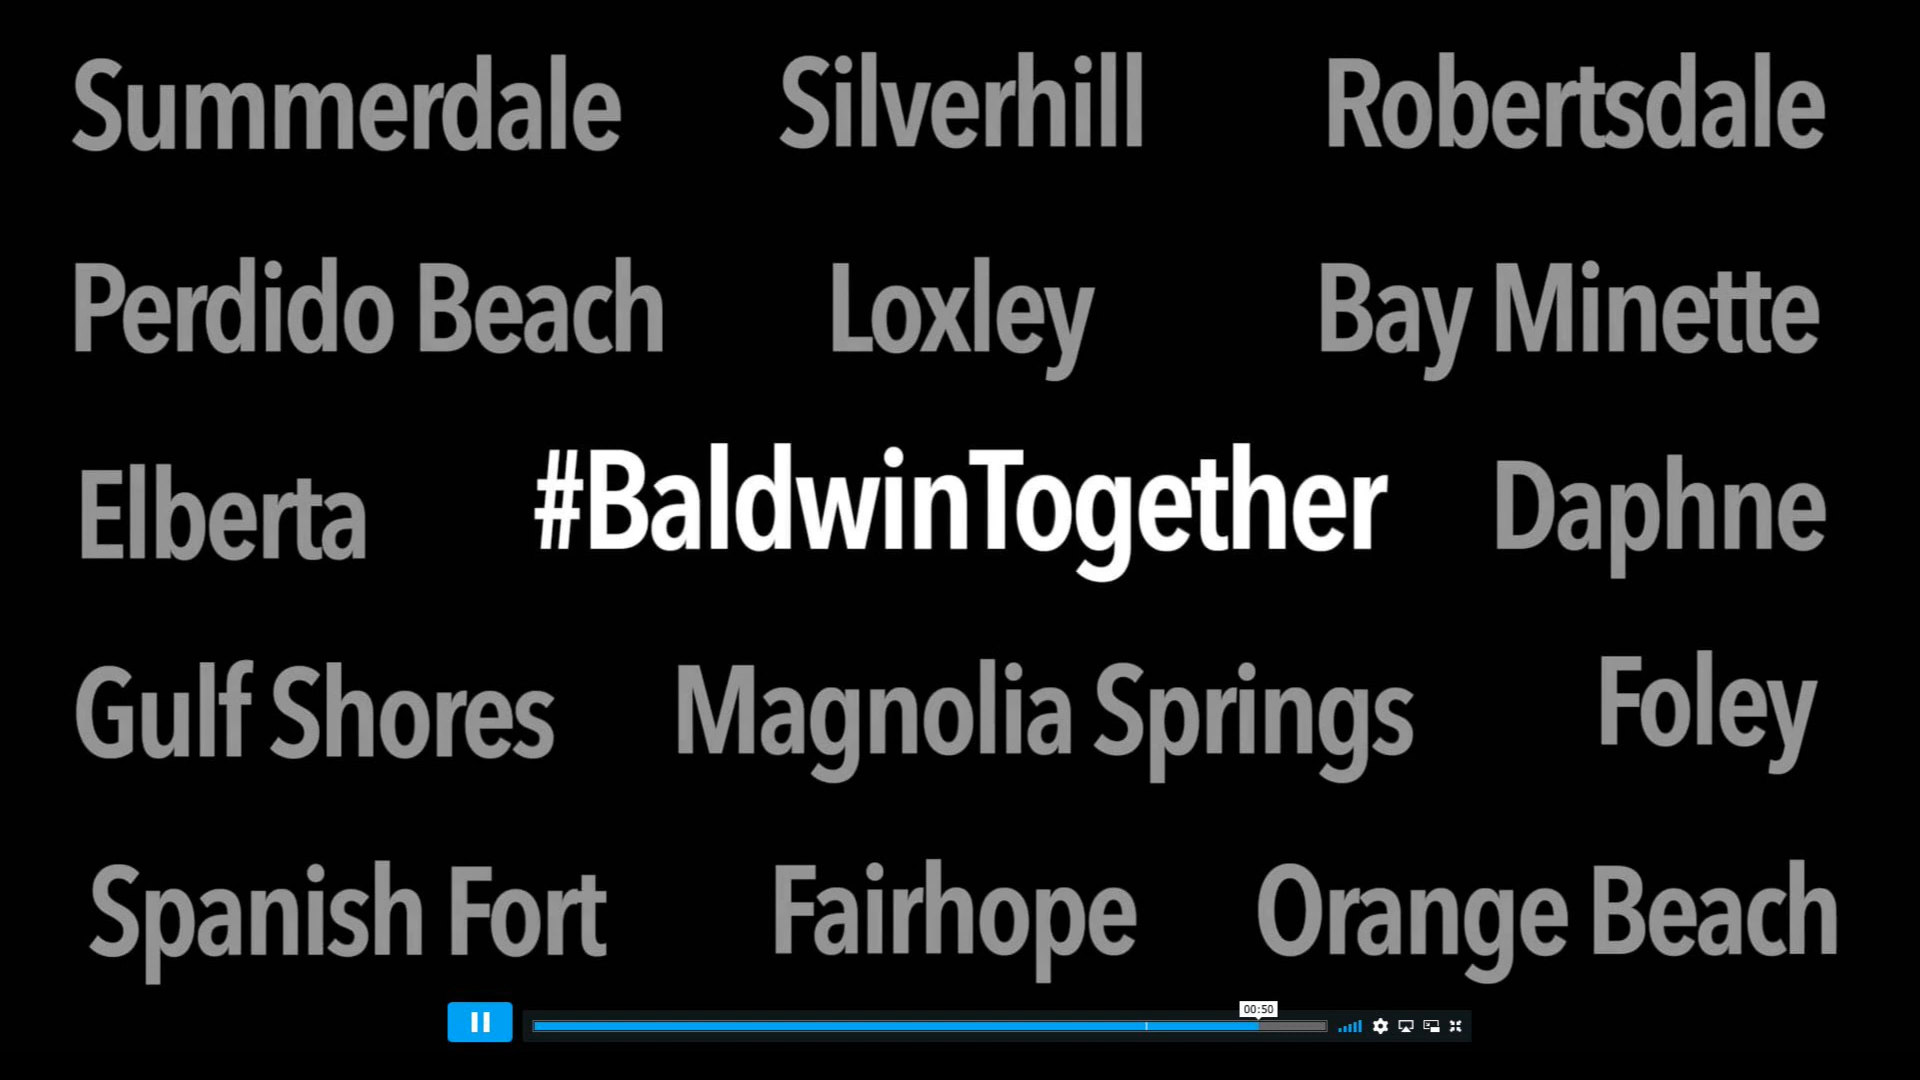 Summerdale Silverhill Robertsdale
Perdido Beach Loxley Bay Minette
Elberta #BaldwinTogether Daphne
Gulf Shores Magnolia Springs Foley
Spanish Fort Fairhope Orange Beach
00:50